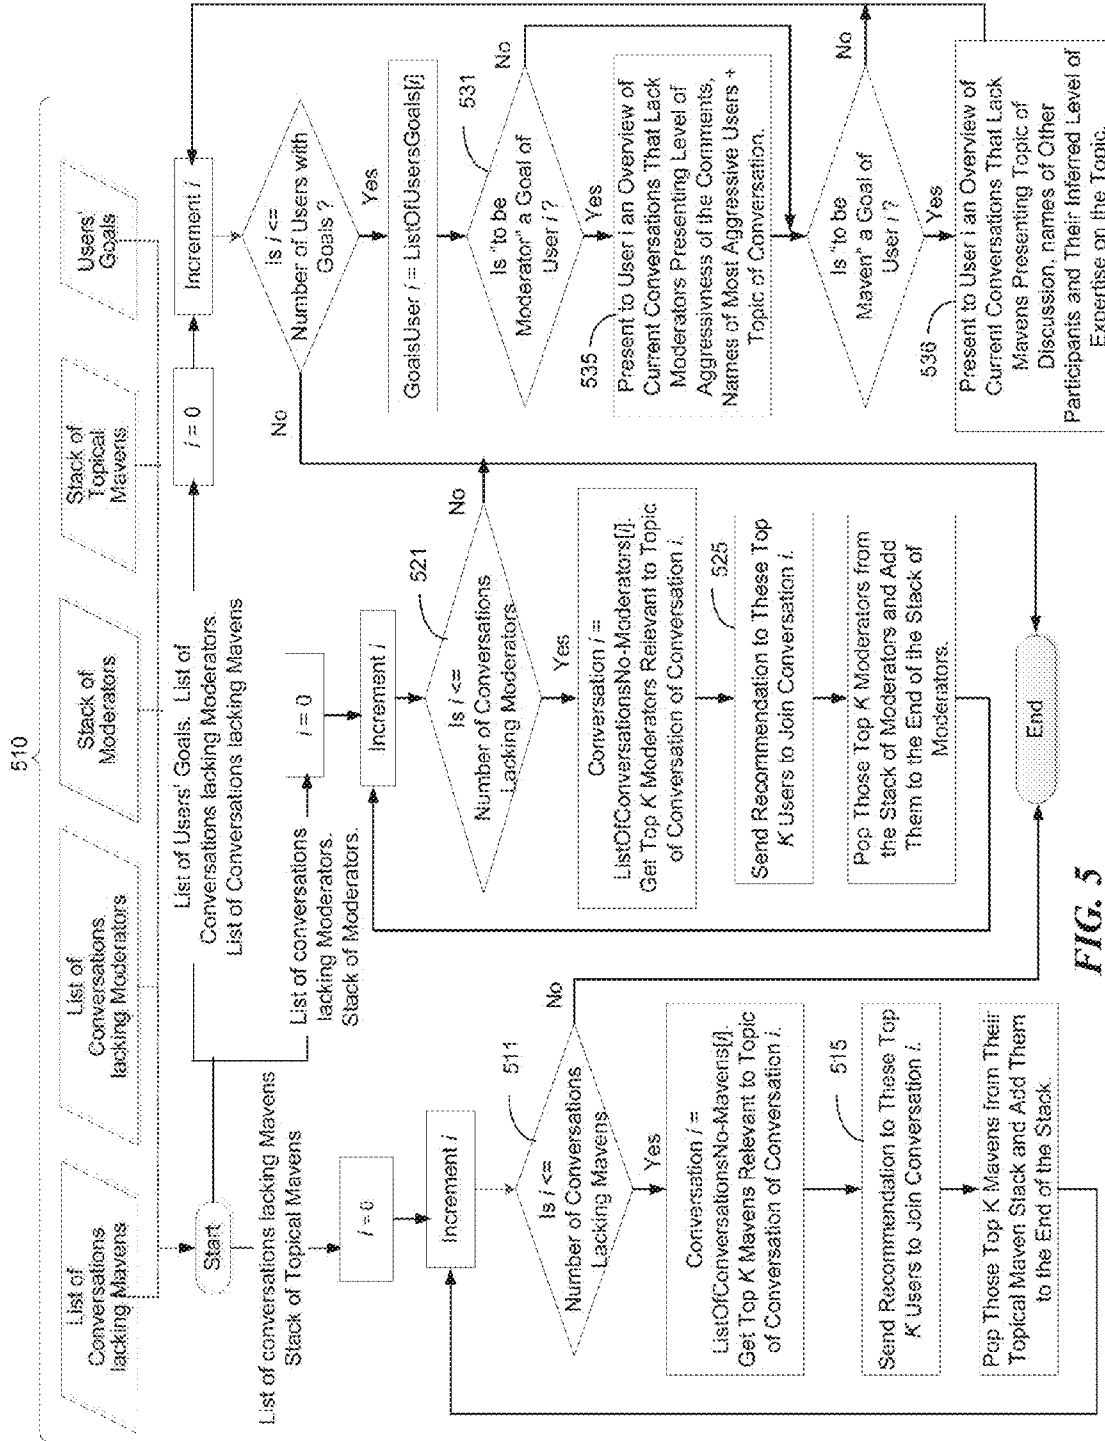 510
List of
Conversations
lacking Mavens
List of
Conversations
lacking Moderators
Stack of
Moderators
Stack of
Topical
Mavens
Users'
Goals
Start
List of conversations lacking Mavens
Stack of Topical Mavens
i = 0
Increment i
511
Is i <=
Number of Conversations
Lacking Mavens
No
Yes
Conversation i =
ListOfConversationsNo-Mavens[i].
Get Top K Mavens Relevant to Topic
of Conversation of Conversation i.
515
Send Recommendation to These Top
K Users to Join Conversation i.
Pop Those Top K Mavens from Their
Topical Maven Stack and Add Them
to the End of the Stack.
List of conversations
lacking Moderators.
Stack of Moderators.
i = 0
Increment i
521
Is i <=
Number of Conversations
Lacking Moderators
No
Yes
Conversation i =
ListOfConversationsNo-Moderators[i].
Get Top K Moderators Relevant to Topic
of Conversation of Conversation i.
525
Send Recommendation to These Top
K Users to Join Conversation i.
Pop Those Top K Moderators from
the Stack of Moderators and Add
Them to the End of the Stack of
Moderators.
List of Users' Goals. List of
Conversations lacking Moderators.
List of Conversations lacking Mavens
i = 0
Increment i
Is i <=
Number of Users with
Goals ?
No
Yes
GoalsUser i = ListOfUsersGoals[i]
531
Is "to be
Moderator" a Goal of
User i ?
No
Yes
535
Present to User i an Overview of
Current Conversations That Lack
Moderators Presenting Level of
Aggressivness of the Comments,
Names of Most Aggressive Users +
Topic of Conversation.
Is "to be
Maven" a Goal of
User i ?
No
Yes
536
Present to User i an Overview of
Current Conversations That Lack
Mavens Presenting Topic of
Discussion, names of Other
Participants and Their Inferred Level of
Expertise on the Topic.
End
FIG. 5